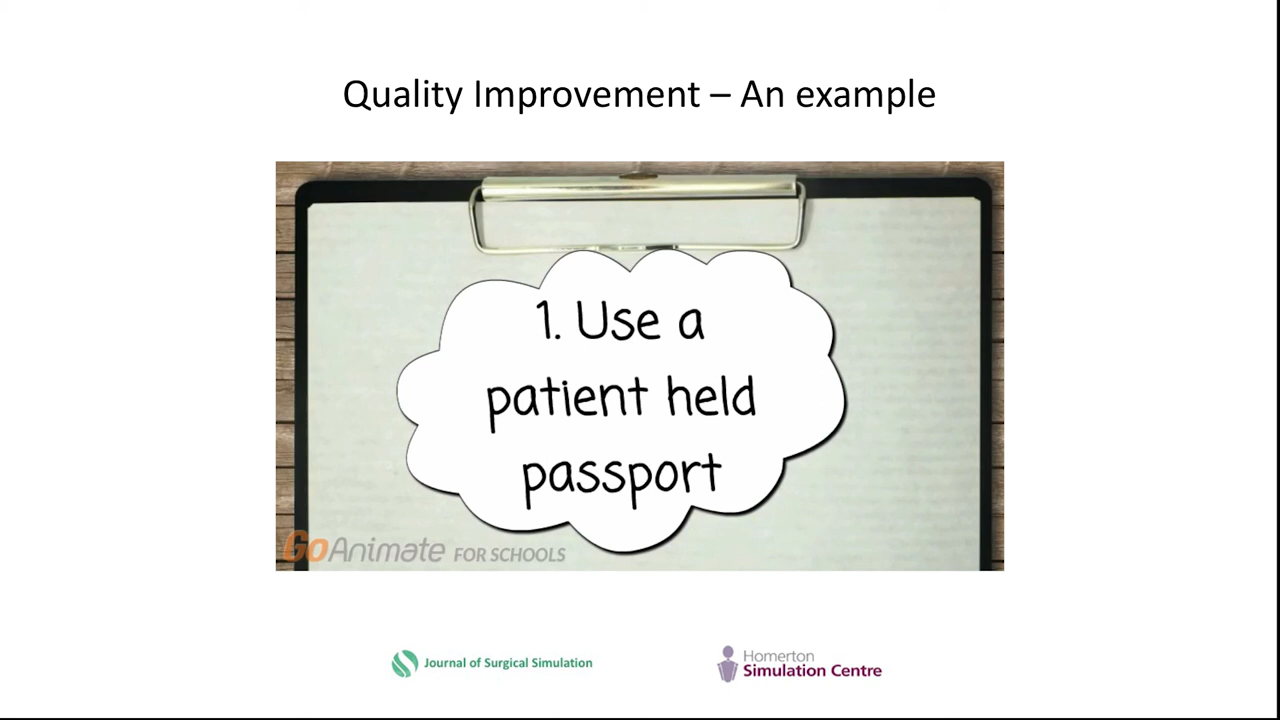 Quality Improvement – An example
1. Use a
patient held
passport
GoAnimate FOR SCHOOLS
Journal of Surgical Simulation
Homerton
Simulation Centre